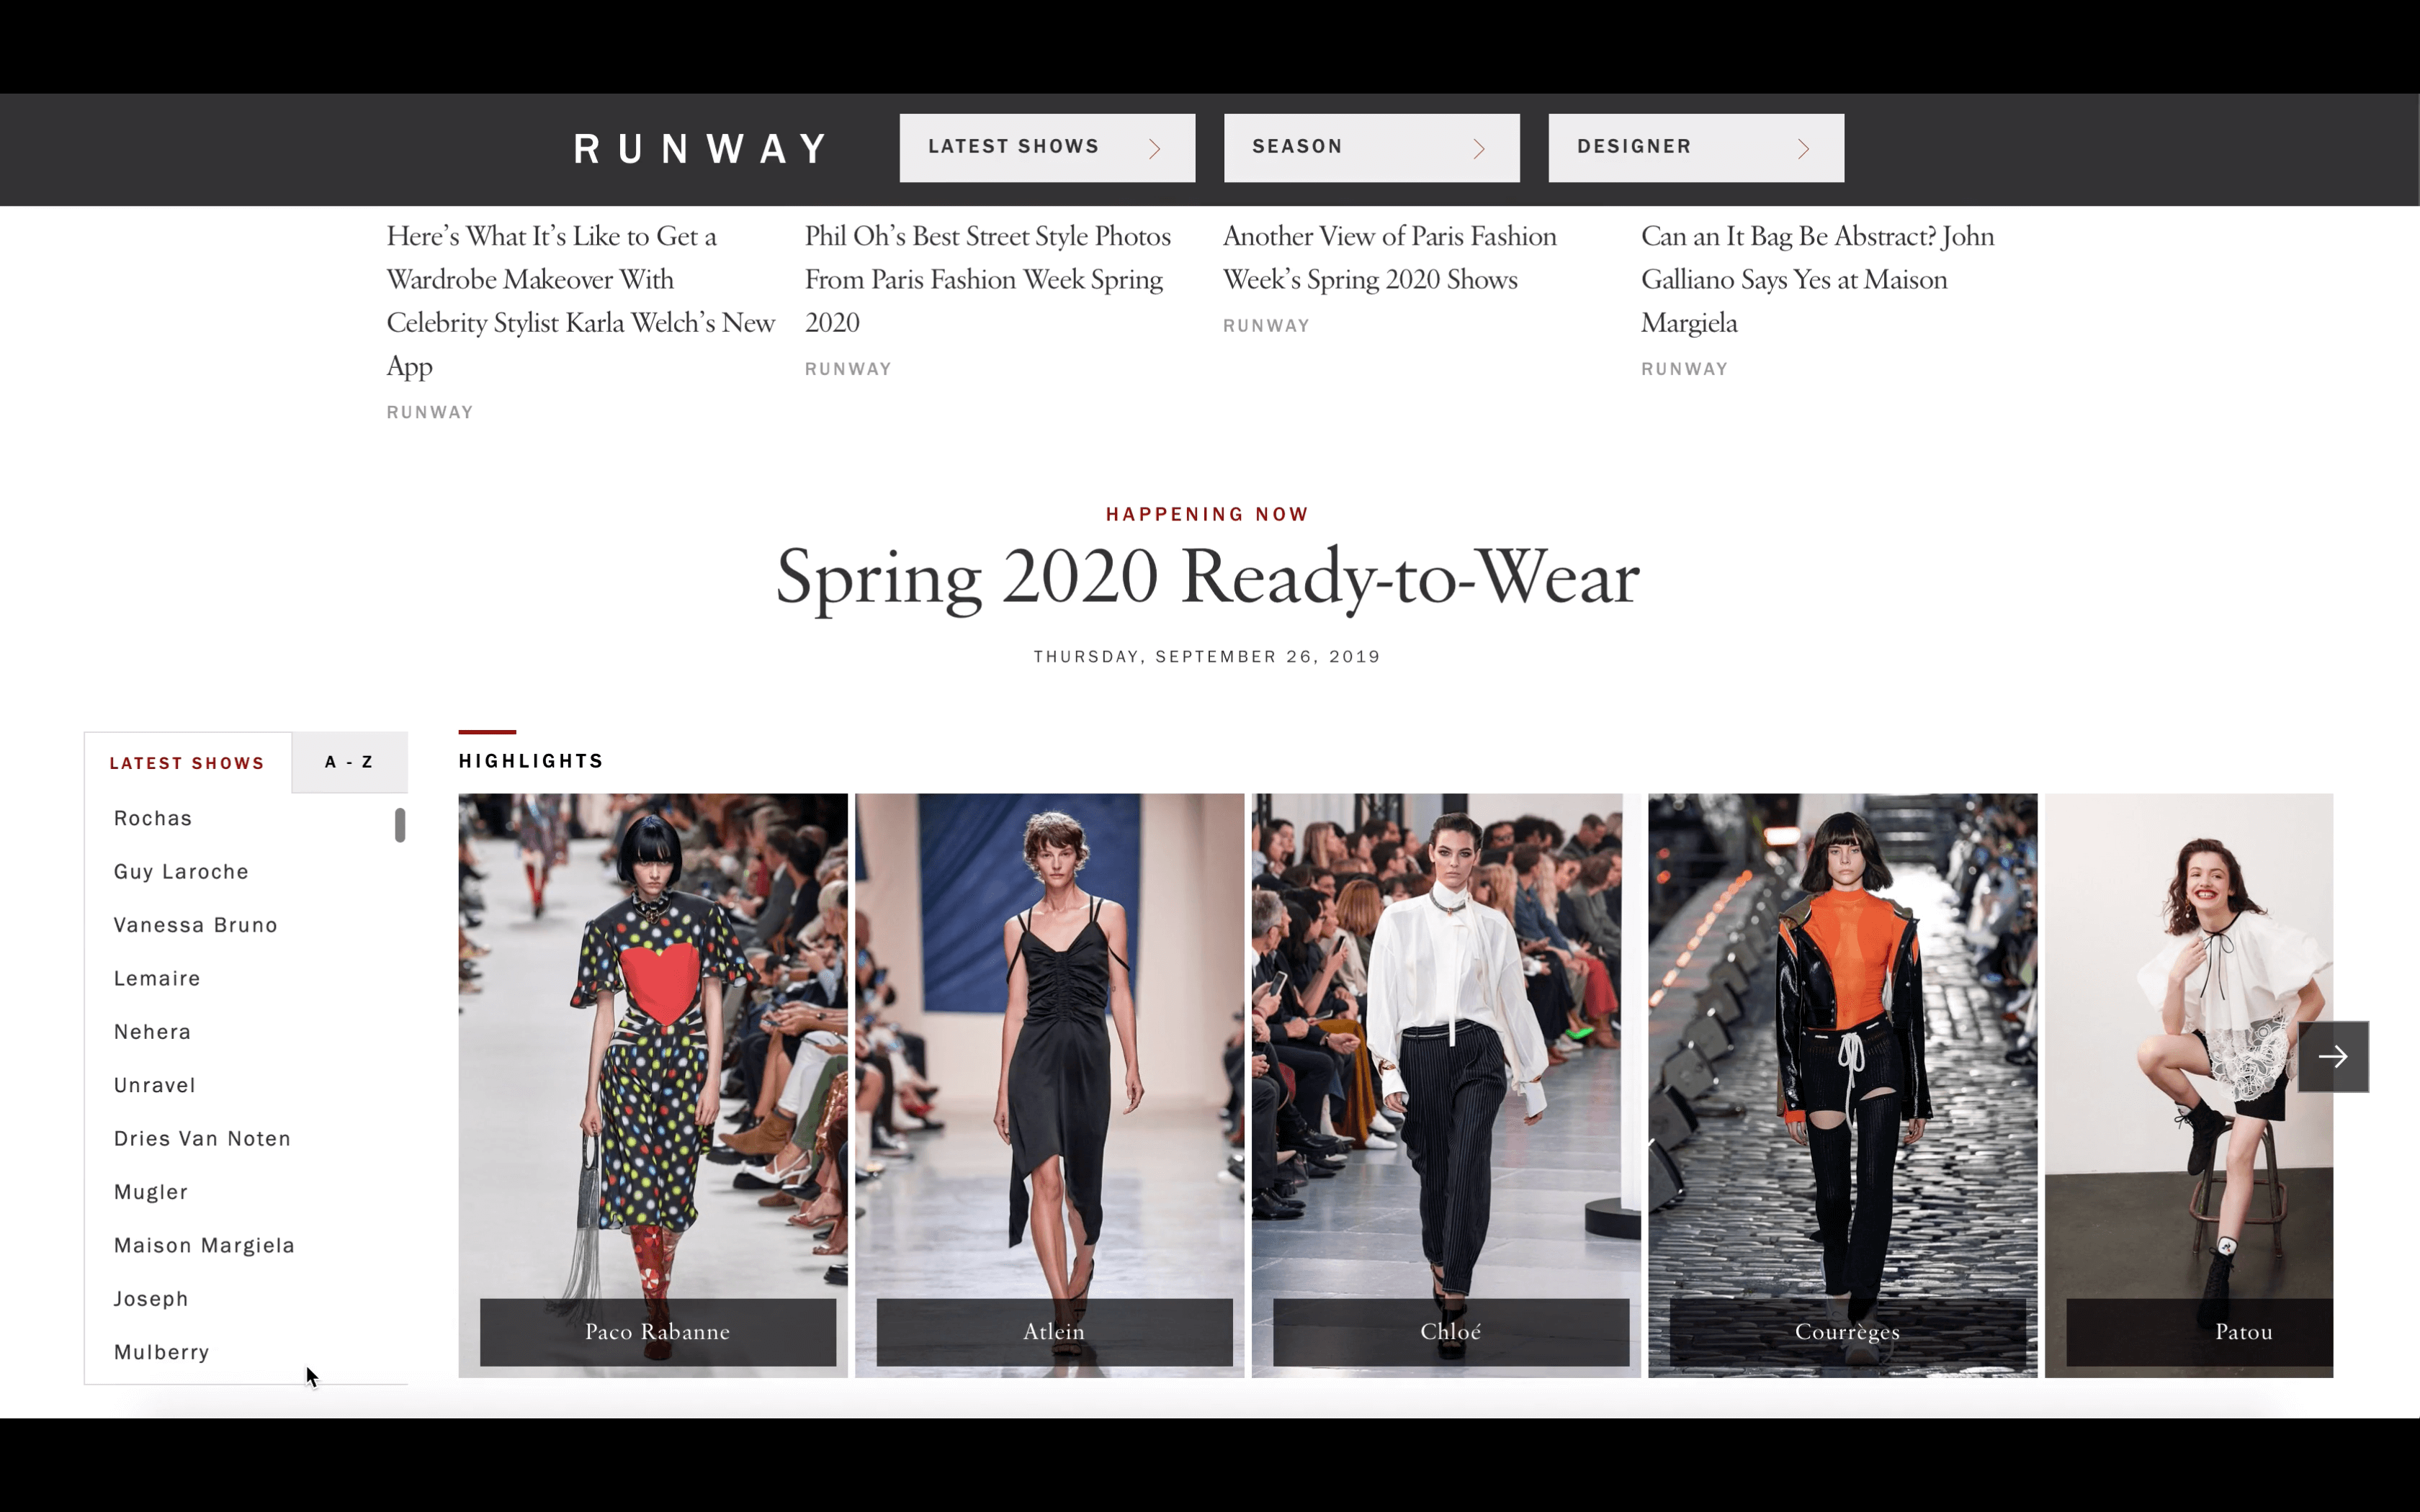 RUNWAY
LATEST SHOWS
SEASON
DESIGNER
Here’s What It’s Like to Get a
Wardrobe Makeover With
Celebrity Stylist Karla Welch’s New
App
RUNWAY
Phil Oh’s Best Street Style Photos
From Paris Fashion Week Spring
2020
RUNWAY
Another View of Paris Fashion
Week’s Spring 2020 Shows
RUNWAY
Can an It Bag Be Abstract? John
Galliano Says Yes at Maison
Margiela
RUNWAY
HAPPENING NOW
Spring 2020 Ready-to-Wear
THURSDAY, SEPTEMBER 26, 2019
LATEST SHOWS
A - Z
Rochas
Guy Laroche
Vanessa Bruno
Lemaire
Nehera
Unravel
Dries Van Noten
Mugler
Maison Margiela
Joseph
Mulberry
HIGHLIGHTS
Paco Rabanne
Atlein
Chloé
Courrèges
Patou